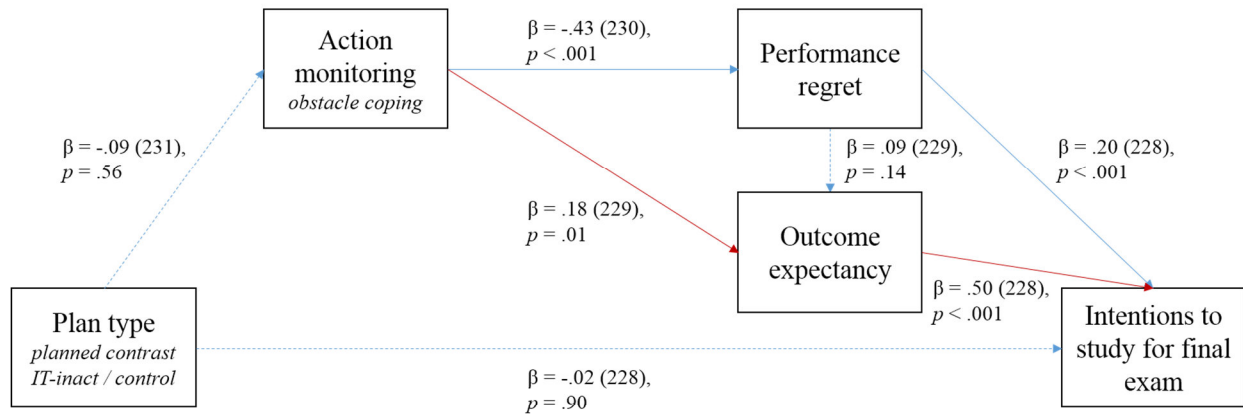 β = -.43 (230),
p < .001
Action
monitoring
obstacle coping
Performance
regret
β = -.09 (231),
p = .56
β = .09 (229),
p = .14
β = .20 (228),
p < .001
β = .18 (229),
p = .01
Outcome
expectancy
β = .50 (228),
p < .001
Plan type
planned contrast
IT-inact / control
Intentions to
study for final
exam
β = -.02 (228),
p = .90